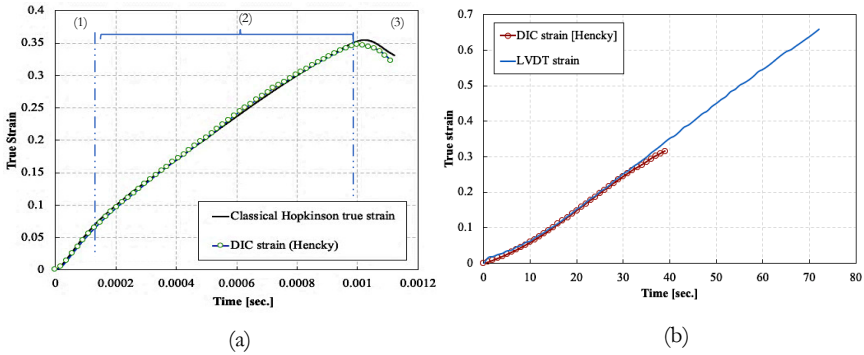 (1)
(2)
(3)
0.4
0.35
0.3
0.25
0.2
0.15
0.1
0.05
0
True Strain
Classical Hopkinson true strain
DIC strain (Hencky)
0 0.0002 0.0004 0.0006 0.0008 0.001 0.0012
Time [sec.]
(a)
0.7
0.6
0.5
0.4
0.3
0.2
0.1
0
True strain
DIC strain [Hencky]
LVDT strain
0 10 20 30 40 50 60 70 80
Time [sec.]
(b)